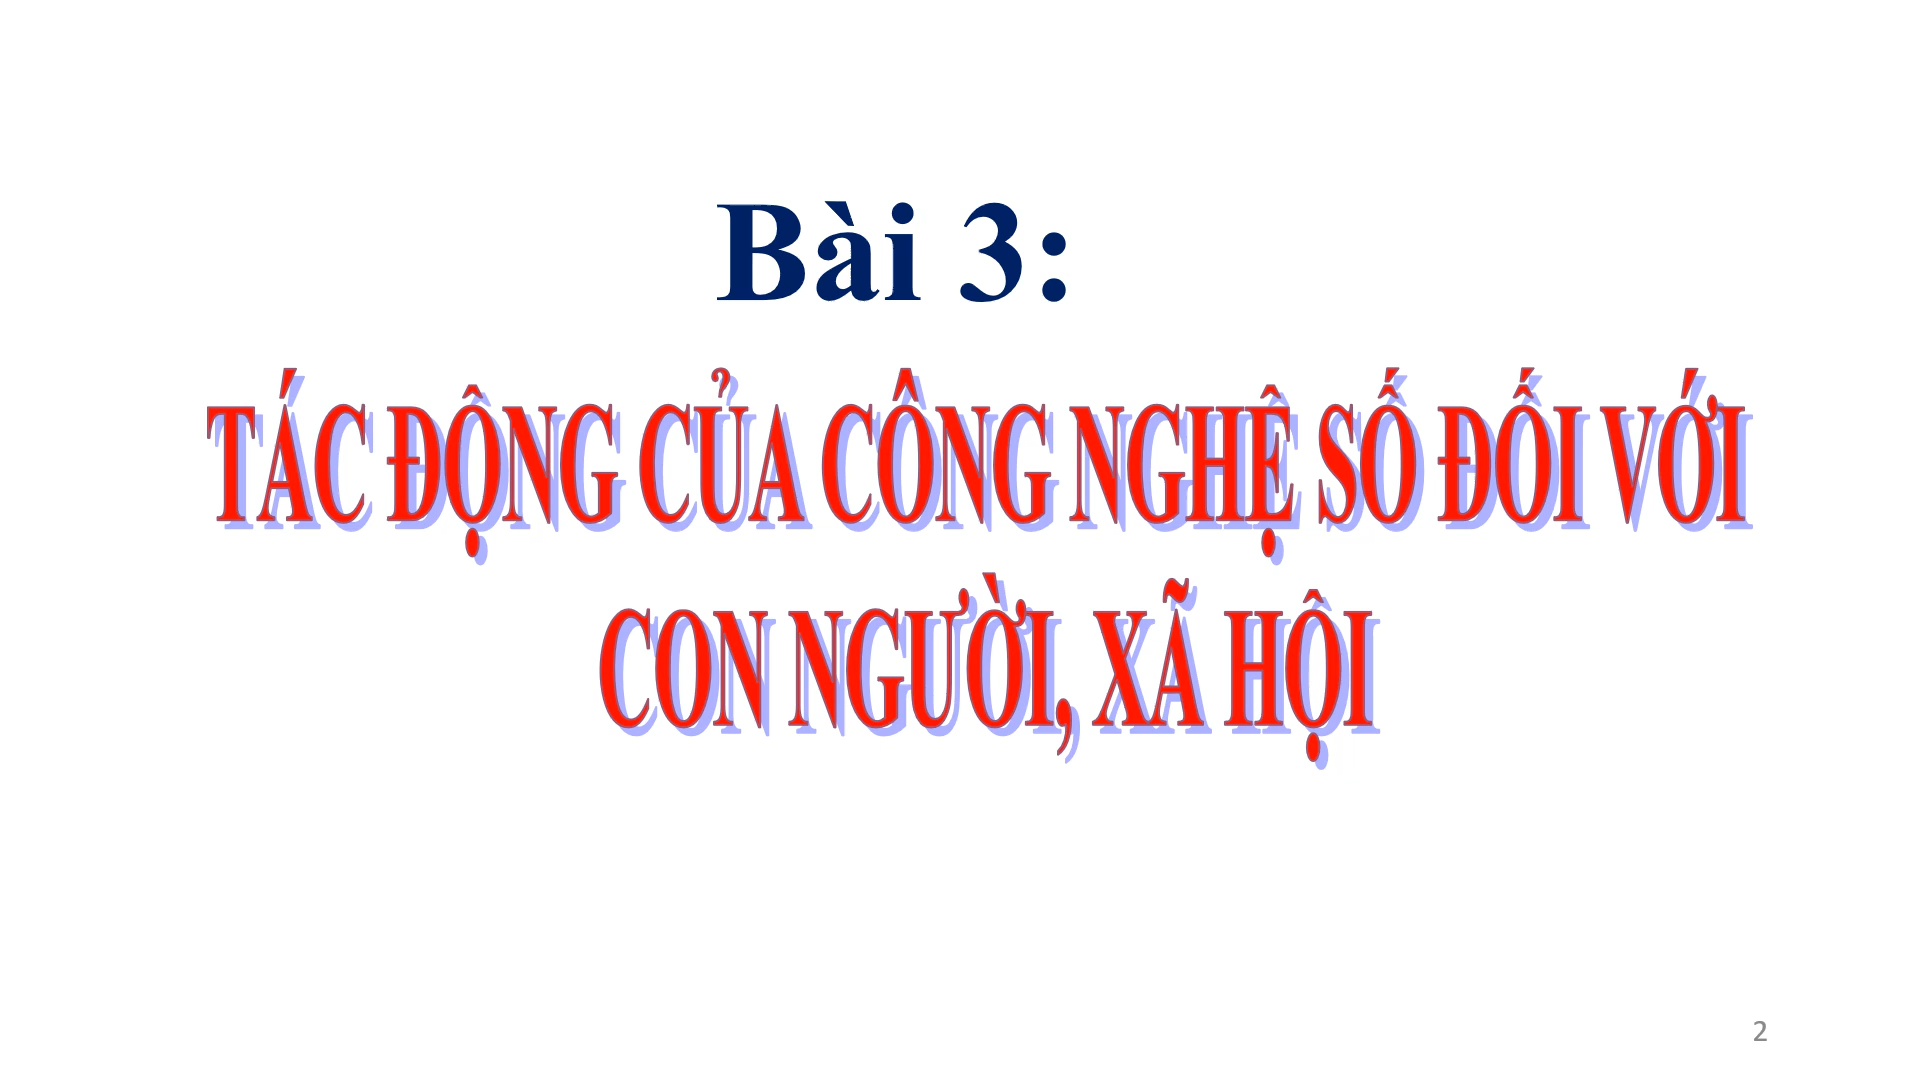 Bài 3:
TÁC ĐỘNG CỦA CÔNG NGHỆ SỐ ĐỐI VỚI
CON NGƯỜI, XÃ HỘI
2